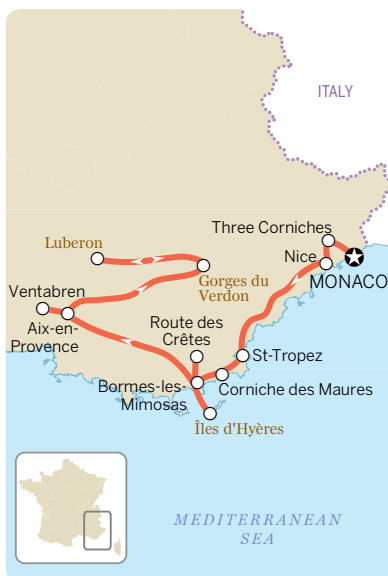 ITALY
Three Corniches
Luberon
Nice
Gorges du
Verdon
MONACO
Ventabren
Aix-en-
Provence
Route des
Crêtes
St-Tropez
Bormes-les-
Mimosas
Corniche des Maures
Îles d'Hyères
MEDITERRANEAN
SEA